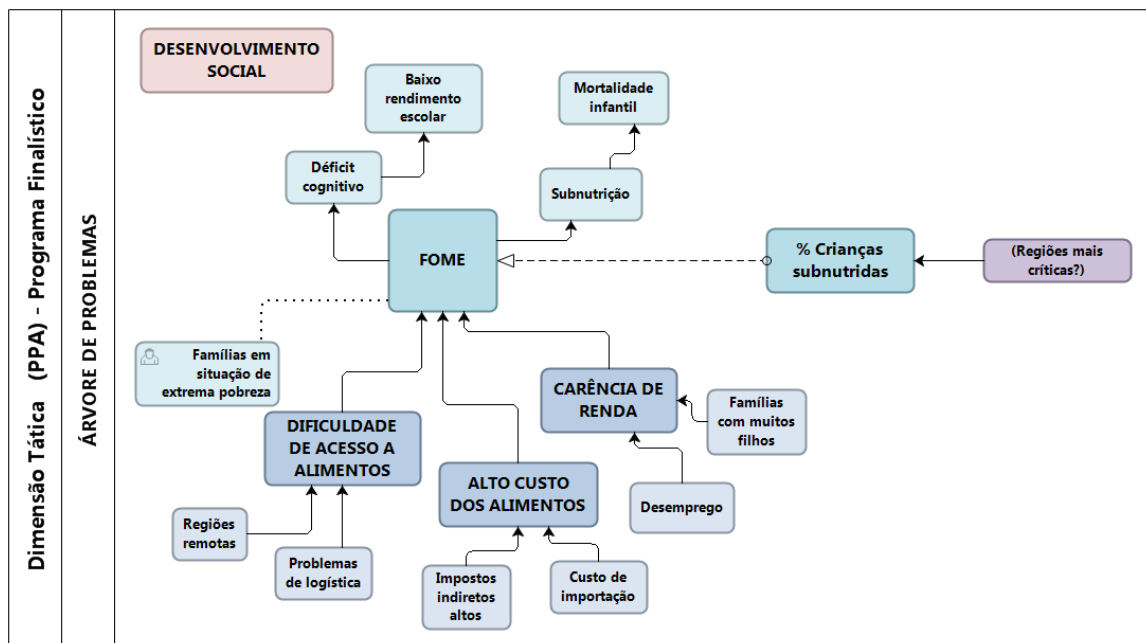 Dimensão Tática (PPA) - Programa Finalístico
ÁRVORE DE PROBLEMAS
DESENVOLVIMENTO
SOCIAL
Baixo
rendimento
escolar
Mortalidade
infantil
Déficit
cognitivo
Subnutrição
FOME
% Crianças
subnutridas
(Regiões mais
críticas?)
Famílias em
situação de
extrema pobreza
CARÊNCIA DE
RENDA
Famílias
com muitos
filhos
DIFICULDADE
DE ACESSO A
ALIMENTOS
ALTO CUSTO
DOS ALIMENTOS
Desemprego
Regiões
remotas
Problemas
de logística
Impostos
indiretos
altos
Custo de
importação